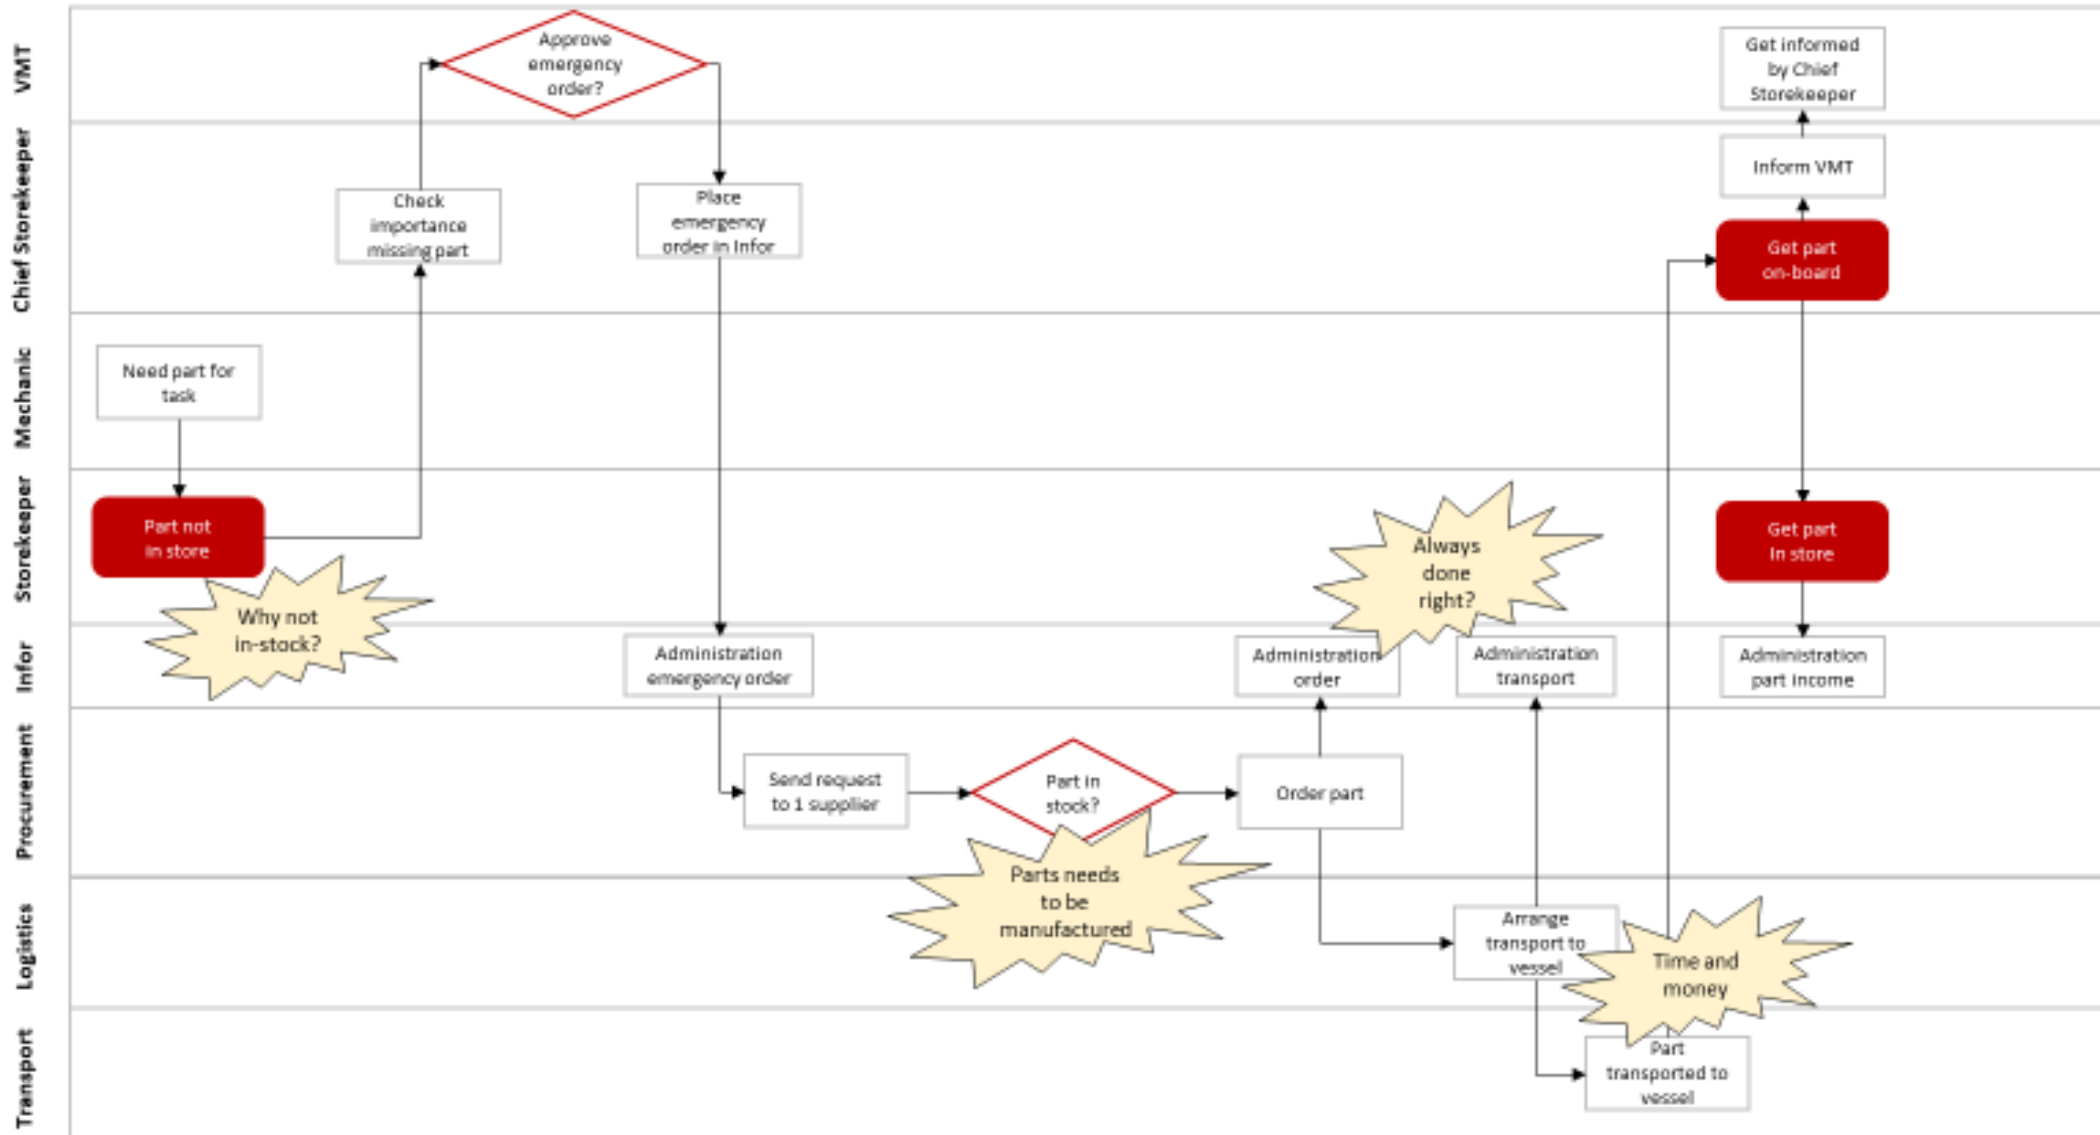 VMT
Approve
emergency
order?
Get informed
by Chief
Storekeeper
Chief Storekeeper
Check
importance
missing part
Place
emergency
order in Infor
Inform VMT
Get part
on-board
Mechanic
Need part for
task
Storekeeper
Part not
in store
Why not
in-stock?
Always
done
right?
Get part
In store
Infor
Administration
emergency order
Administration
order
Administration
transport
Administration
part income
Procurement
Send request
to 1 supplier
Part in
stock?
Order part
Parts needs
to be
manufactured
Logistics
Arrange
transport to
vessel
Time and
money
Transport
Part
transported to
vessel